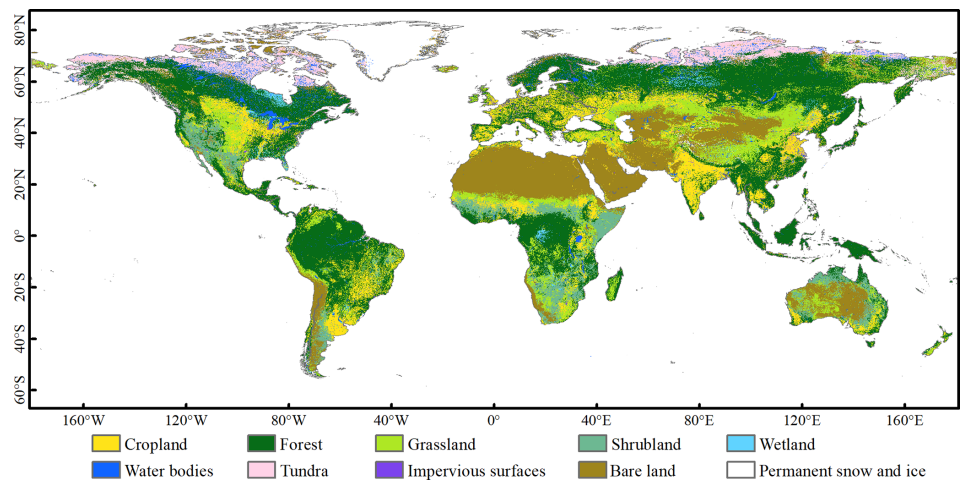 80°N
60°N
40°N
20°N
0°
20°S
40°S
60°S
160°W 120°W 80°W 40°W 0° 40°E 80°E 120°E 160°E
Cropland Forest Grassland Shrubland Wetland
Water bodies Tundra Impervious surfaces Bare land Permanent snow and ice